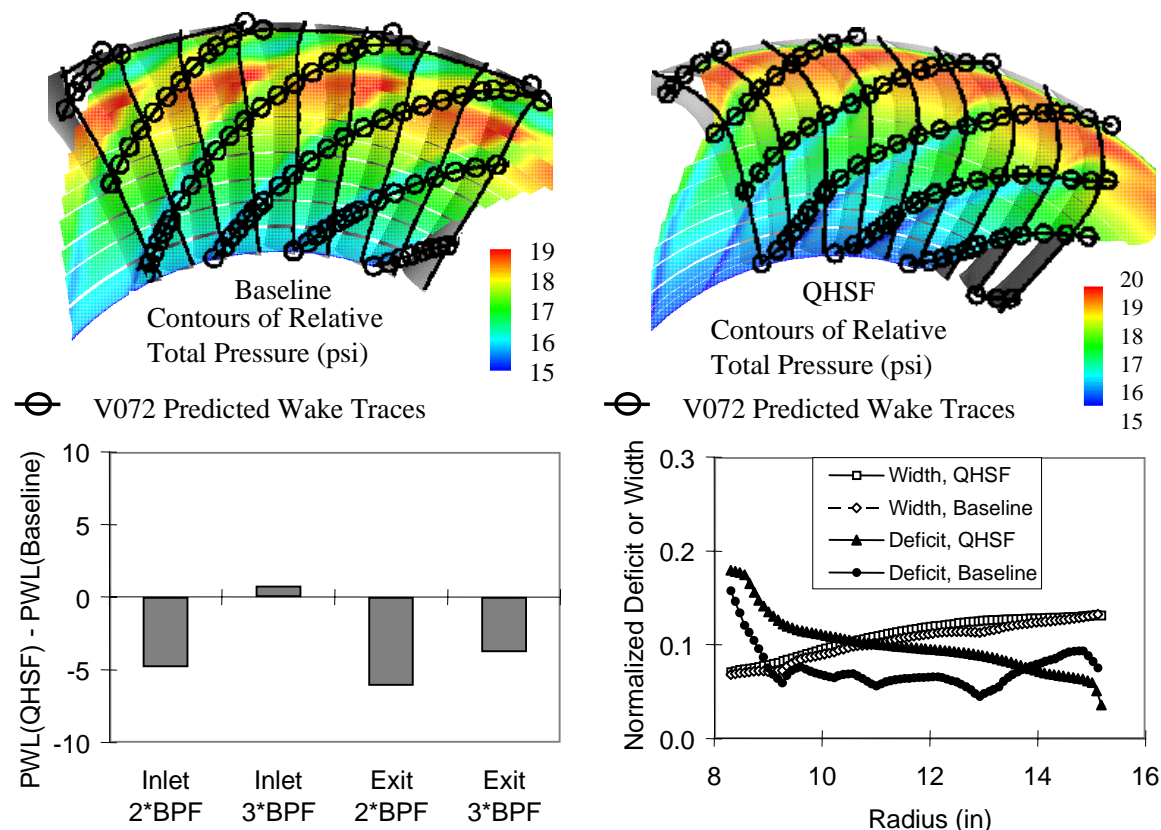 Baseline
Contours of Relative
Total Pressure (psi)
19
18
17
16
15
V072 Predicted Wake Traces
QHSF
Contours of Relative
Total Pressure (psi)
20
19
18
17
16
15
V072 Predicted Wake Traces
PWL(QHSF) - PWL(Baseline)
10
5
0
-5
-10
Inlet
2*BPF
Inlet
3*BPF
Exit
2*BPF
Exit
3*BPF
Normalized Deficit or Width
0.3
0.2
0.1
0.0
Width, QHSF
Width, Baseline
Deficit, QHSF
Deficit, Baseline
8
10
12
14
16
Radius (in)